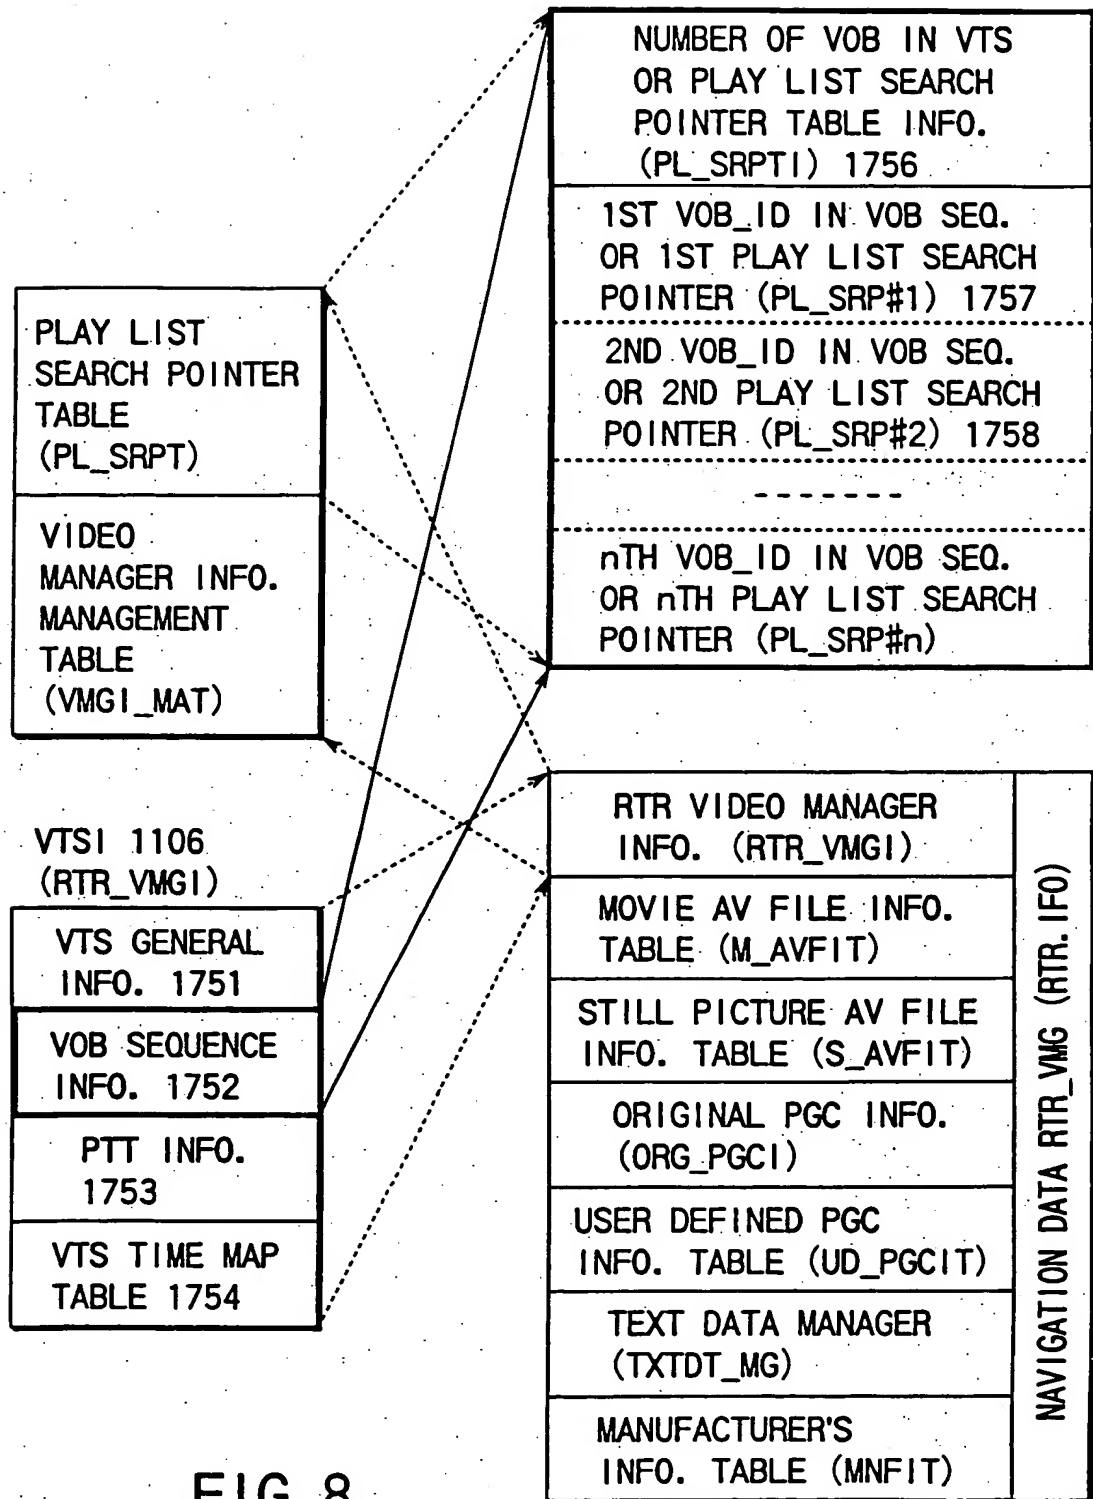 NUMBER OF VOB IN VTS
OR PLAY LIST SEARCH
POINTER TABLE INFO.
(PL_SRPTI) 1756
1ST VOB_ID IN VOB SEQ.
OR 1ST PLAY LIST SEARCH
POINTER (PL_SRP#1) 1757
2ND VOB_ID IN VOB SEQ.
OR 2ND PLAY LIST SEARCH
POINTER (PL_SRP#2) 1758
-------
nTH VOB_ID IN VOB SEQ.
OR nTH PLAY LIST SEARCH
POINTER (PL_SRP#n)
PLAY LIST
SEARCH POINTER
TABLE
(PL_SRPT)
VIDEO
MANAGER INFO.
MANAGEMENT
TABLE
(VMGI_MAT)
VTSI 1106
(RTR_VMGI)
VTS GENERAL
INFO. 1751
VOB SEQUENCE
INFO. 1752
PTT INFO.
1753
VTS TIME MAP
TABLE 1754
RTR VIDEO MANAGER
INFO. (RTR_VMGI)
MOVIE AV FILE INFO.
TABLE (M_AVFIT)
STILL PICTURE AV FILE
INFO. TABLE (S_AVFIT)
ORIGINAL PGC INFO.
(ORG_PGCI)
USER DEFINED PGC
INFO. TABLE (UD_PGCIT)
TEXT DATA MANAGER
(TXTDT_MG)
MANUFACTURER'S
INFO. TABLE (MNFIT)
NAVIGATION DATA RTR_VMG (RTR. IFO)
FIG. 8